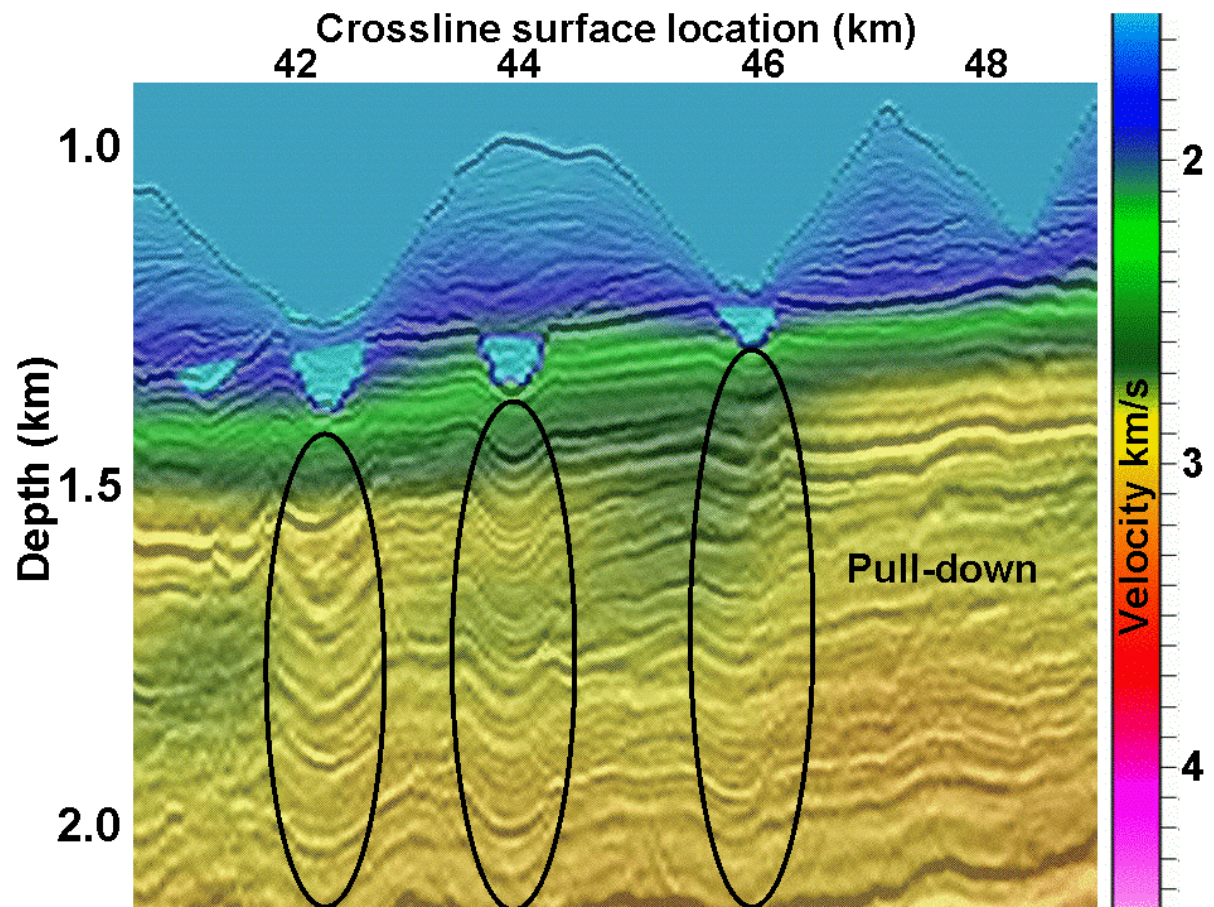 Crossline surface location (km)
42 44 46 48
1.0
1.5
2.0
Depth (km)
Pull-down
2
3
4
Velocity km/s